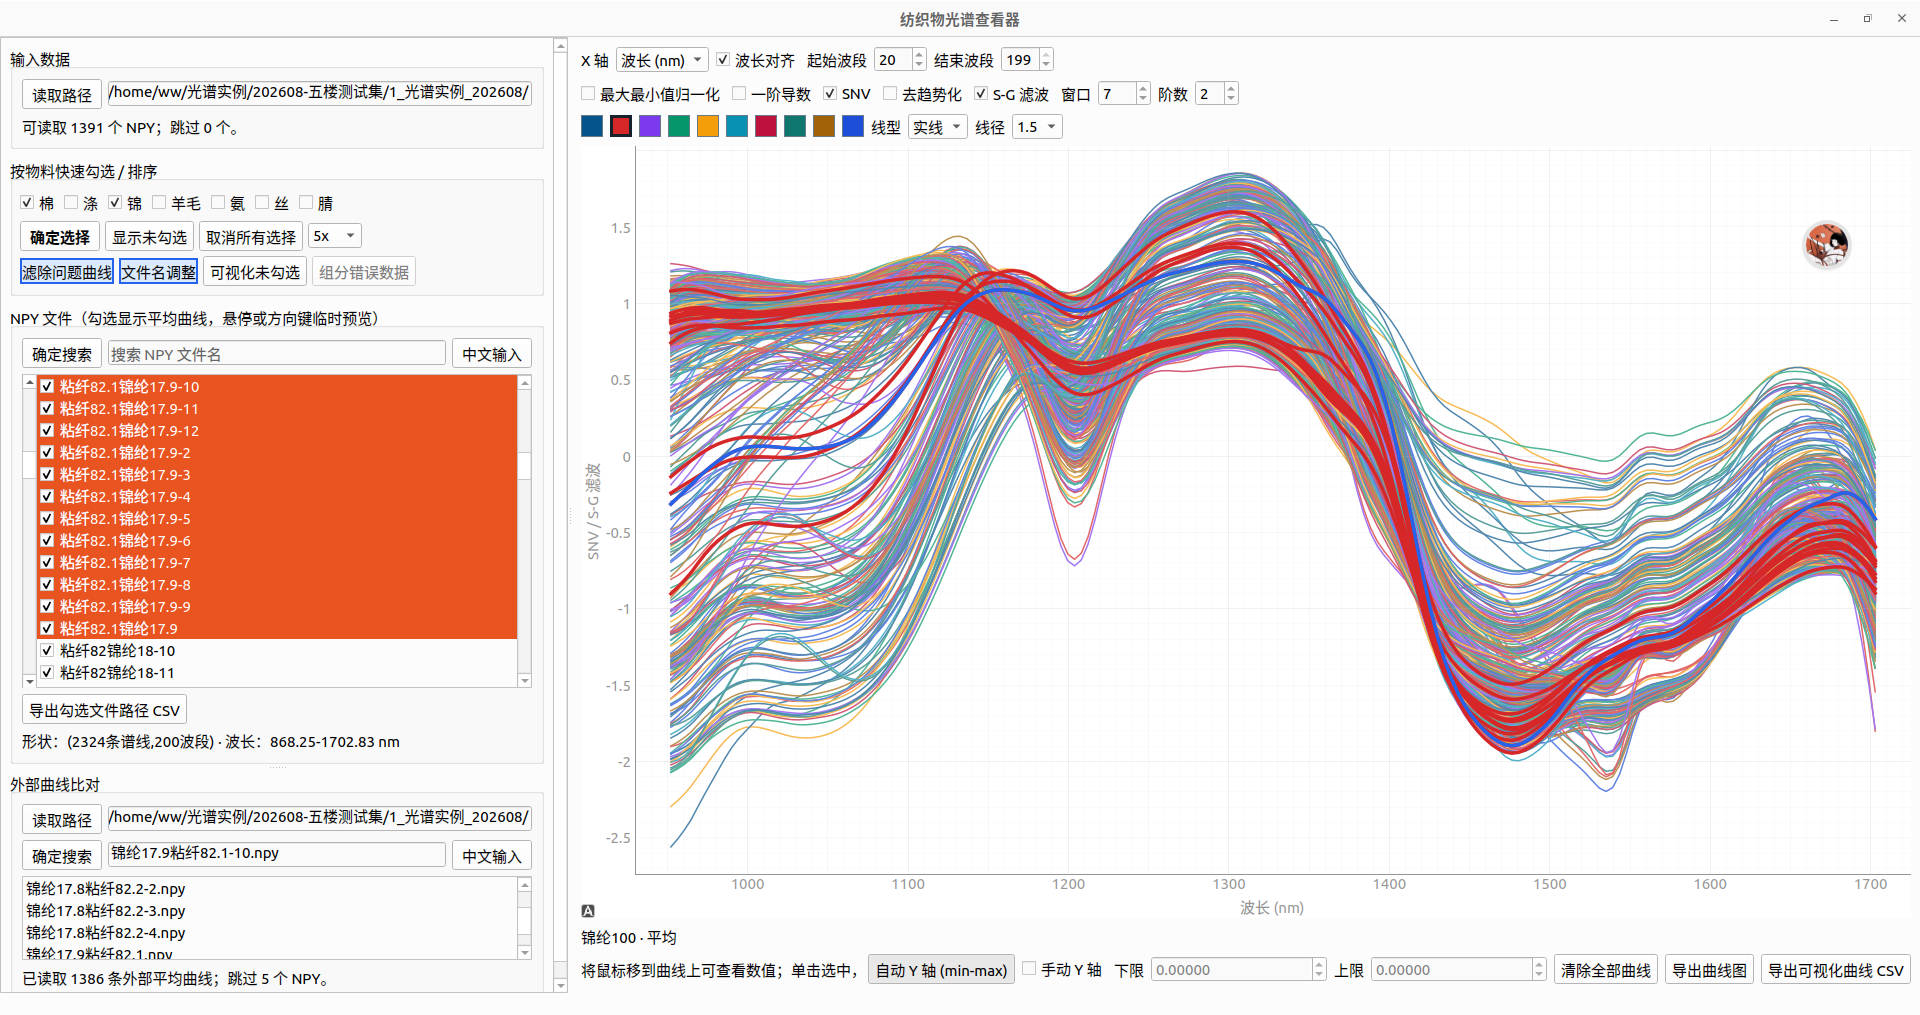 纺织物光谱查看器
输入数据
读取路径 /home/ww/光谱实例/202608-五楼测试集/1_光谱实例_202608/
可读取 1391 个 NPY；跳过 0 个。
按物料快速勾选 / 排序
棉 涤 锦 羊毛 氨 丝 腈
确定选择 显示未勾选 取消所有选择 5x
滤除问题曲线 文件名调整 可视化未勾选 组分错误数据
NPY 文件（勾选显示平均曲线，悬停或方向键临时预览）
确定搜索 搜索 NPY 文件名 中文输入
粘纤82.1锦纶17.9-10
粘纤82.1锦纶17.9-11
粘纤82.1锦纶17.9-12
粘纤82.1锦纶17.9-2
粘纤82.1锦纶17.9-3
粘纤82.1锦纶17.9-4
粘纤82.1锦纶17.9-5
粘纤82.1锦纶17.9-6
粘纤82.1锦纶17.9-7
粘纤82.1锦纶17.9-8
粘纤82.1锦纶17.9-9
粘纤82.1锦纶17.9
粘纤82锦纶18-10
粘纤82锦纶18-11
导出勾选文件路径 CSV
形状：(2324条谱线,200波段) · 波长：868.25-1702.83 nm
外部曲线比对
读取路径 /home/ww/光谱实例/202608-五楼测试集/1_光谱实例_202608/
确定搜索 锦纶17.9粘纤82.1-10.npy 中文输入
锦纶17.8粘纤82.2-2.npy
锦纶17.8粘纤82.2-3.npy
锦纶17.8粘纤82.2-4.npy
锦纶17.9粘纤82.1.npy
已读取 1386 条外部平均曲线；跳过 5 个 NPY。
X 轴 波长 (nm) 波长对齐 起始波段 20 结束波段 199
最大最小值归一化 一阶导数 SNV 去趋势化 S-G 滤波 窗口 7 阶数 2
线型 实线 线径 1.5
1.5
1
0.5
0
-0.5
-1
-1.5
-2
-2.5
SNV / S-G 滤波
1000 1100 1200 1300 1400 1500 1600 1700
波长 (nm)
A
锦纶100 · 平均
将鼠标移到曲线上可查看数值；单击选中， 自动 Y 轴 (min-max) 手动 Y 轴 下限 0.00000 上限 0.00000 清除全部曲线 导出曲线图 导出可视化曲线 CSV